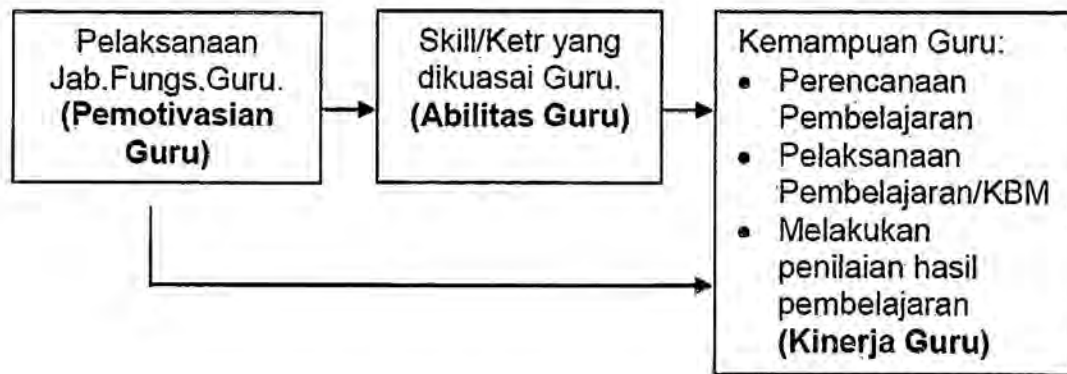 Pelaksanaan
Jab.Fungs.Guru.
(Pemotivasian
Guru)
Skill/Ketr yang
dikuasai Guru.
(Abilitas Guru)
Kemampuan Guru:
• Perencanaan
Pembelajaran
• Pelaksanaan
Pembelajaran/KBM
• Melakukan
penilaian hasil
pembelajaran
(Kinerja Guru)